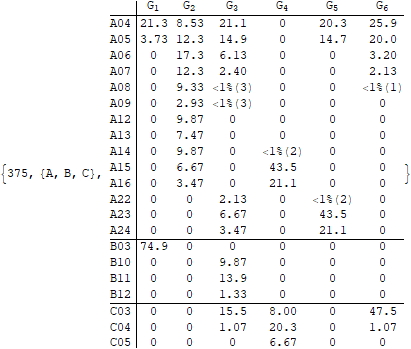 G1 G2 G3 G4 G5 G6
A04 21.3 8.53 21.1 0 20.3 25.9
A05 3.73 12.3 14.9 0 14.7 20.0
A06 0 17.3 6.13 0 0 3.20
A07 0 12.3 2.40 0 0 2.13
A08 0 9.33 <1%(3) 0 0 <1%(1)
A09 0 2.93 <1%(3) 0 0 0
A12 0 9.87 0 0 0 0
A13 0 7.47 0 0 0 0
A14 0 9.87 0 <1%(2) 0 0
{375, {A, B, C}, A15 0 6.67 0 43.5 0 0 }
A16 0 3.47 0 21.1 0 0
A22 0 0 2.13 0 <1%(2) 0
A23 0 0 6.67 0 43.5 0
A24 0 0 3.47 0 21.1 0
B03 74.9 0 0 0 0 0
B10 0 0 9.87 0 0 0
B11 0 0 13.9 0 0 0
B12 0 0 1.33 0 0 0
C03 0 0 15.5 8.00 0 47.5
C04 0 0 1.07 20.3 0 1.07
C05 0 0 0 6.67 0 0